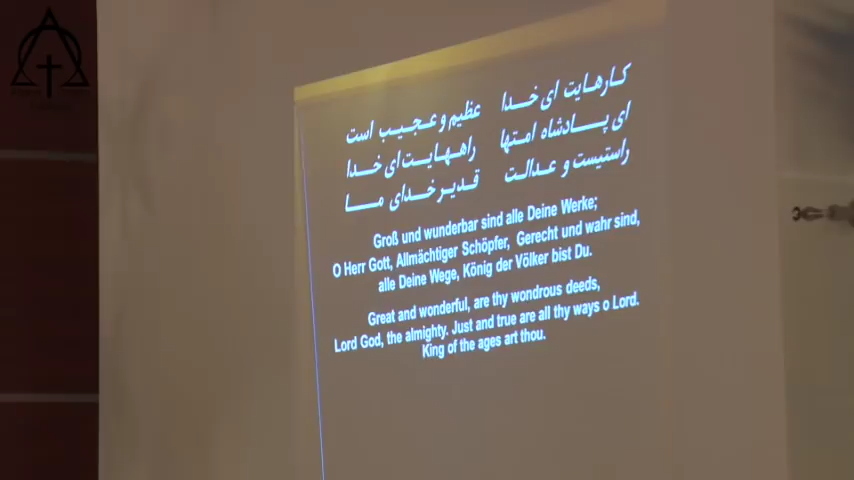 کارهایت ای خدا عظیم و عجیب است
ای پادشاه امتها راههایت ای خدا
راستیست و عدالت قدیر خدای ما
Groß und wunderbar sind alle Deine Werke;
O Herr Gott, Allmächtiger Schöpfer, Gerecht und wahr sind,
alle Deine Wege, König der Völker bist Du.
Great and wonderful, are thy wondrous deeds,
Lord God, the almighty. Just and true are all thy ways o Lord.
King of the ages art thou.